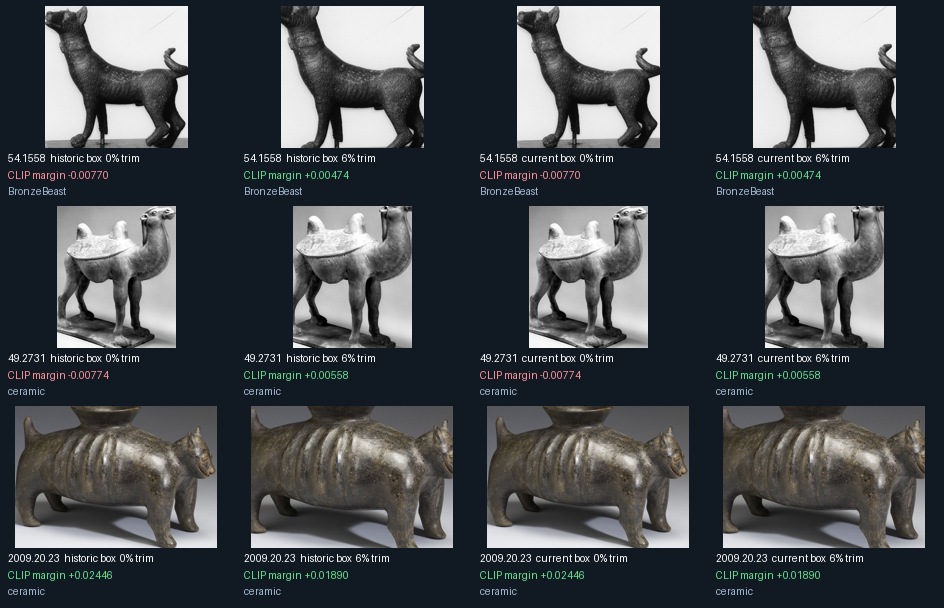 54.1558 historic box 0% trim
CLIP margin -0.00770
BronzeBeast
54.1558 historic box 6% trim
CLIP margin +0.00474
BronzeBeast
54.1558 current box 0% trim
CLIP margin -0.00770
BronzeBeast
54.1558 current box 6% trim
CLIP margin +0.00474
BronzeBeast
49.2731 historic box 0% trim
CLIP margin -0.00774
ceramic
49.2731 historic box 6% trim
CLIP margin +0.00558
ceramic
49.2731 current box 0% trim
CLIP margin -0.00774
ceramic
49.2731 current box 6% trim
CLIP margin +0.00558
ceramic
2009.20.23 historic box 0% trim
CLIP margin +0.02446
ceramic
2009.20.23 historic box 6% trim
CLIP margin +0.01890
ceramic
2009.20.23 current box 0% trim
CLIP margin +0.02446
ceramic
2009.20.23 current box 6% trim
CLIP margin +0.01890
ceramic